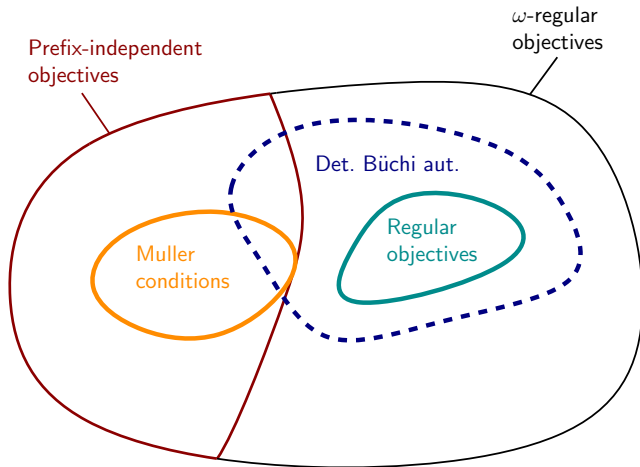 Prefix-independent
objectives
ω-regular
objectives
Det. Büchi aut.
Regular
objectives
Muller
conditions